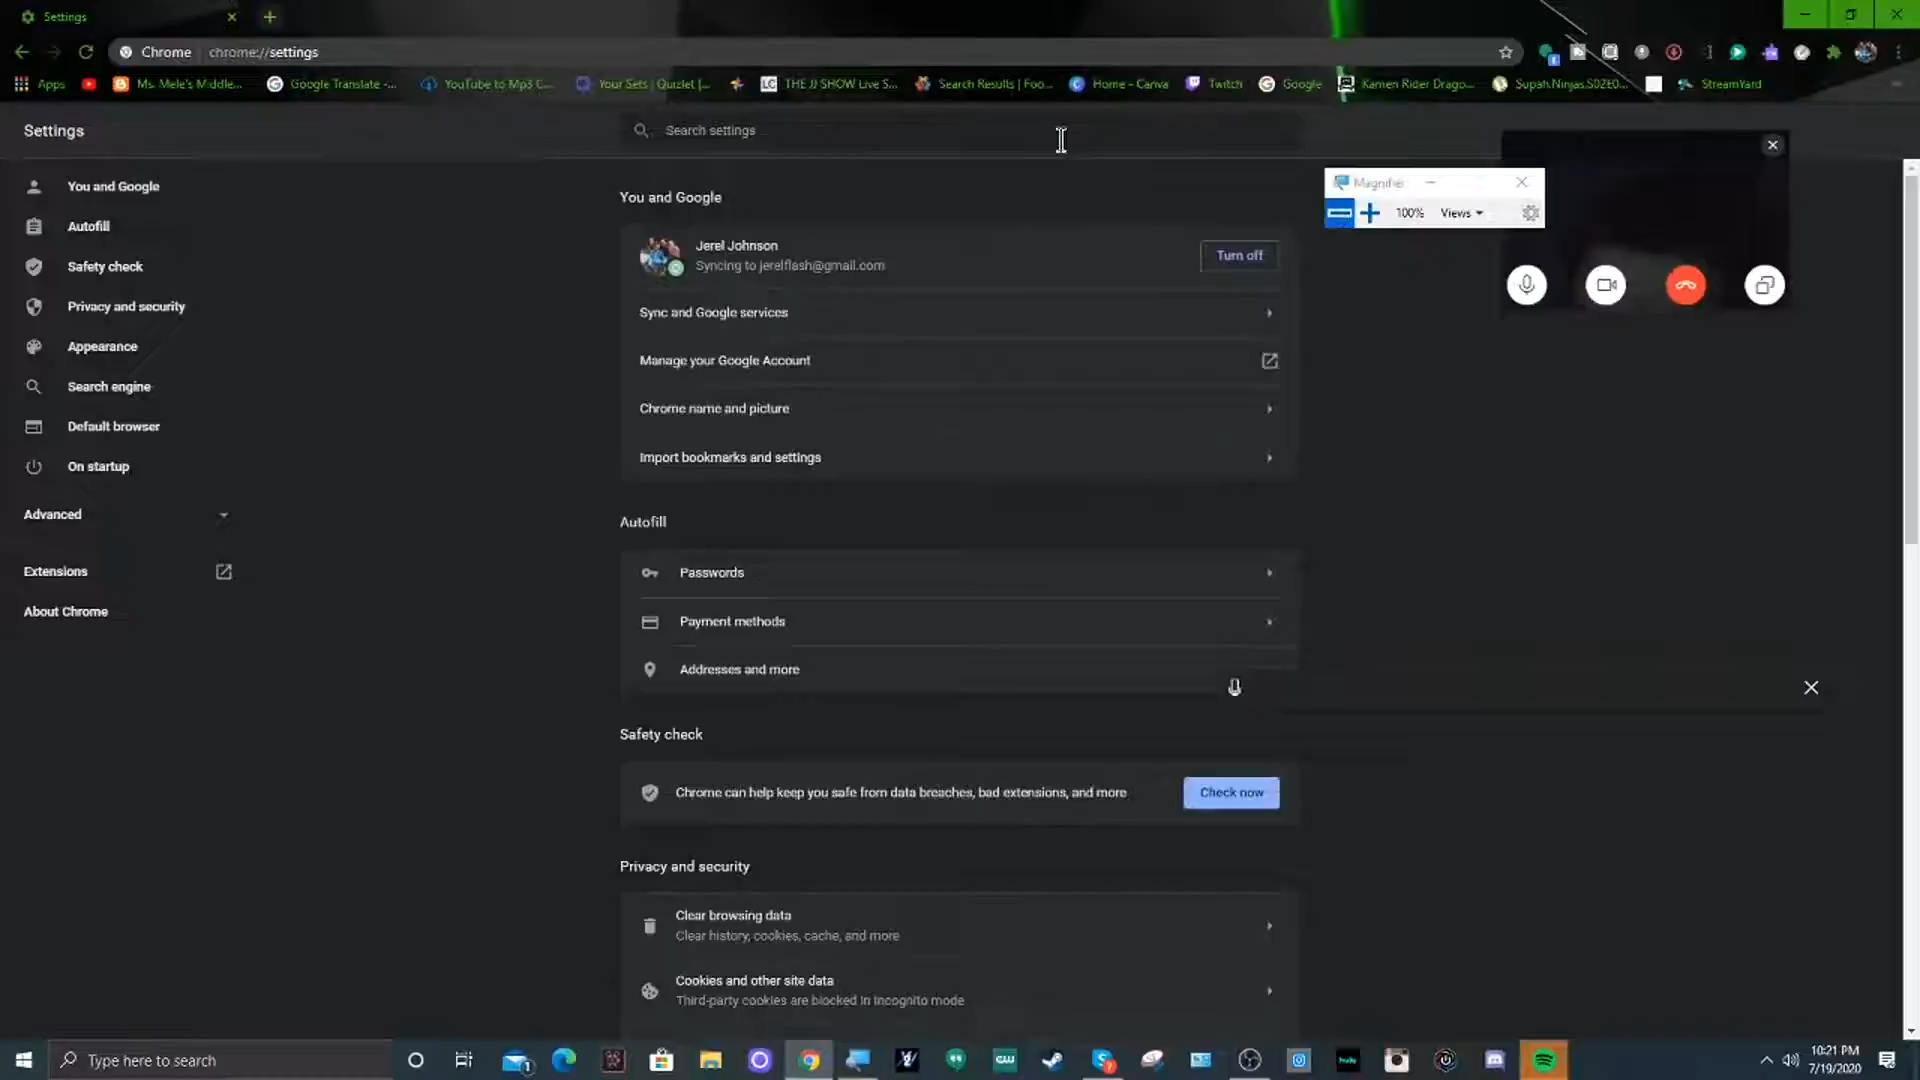 Settings
Chrome chrome://settings
Apps Ms. Mele's Middle... Google Translate -... YouTube to Mp3 C... Your Sets | Quizlet |... THE JJ SHOW Live S... Search Results | Foo... Home - Canva Twitch Google Kamen Rider Drago... Supah.Ninjas.S02E0... StreamYard
Settings
Search settings
You and Google
Autofill
Safety check
Privacy and security
Appearance
Search engine
Default browser
On startup
Advanced
Extensions
About Chrome
You and Google
Jerel Johnson
Syncing to jerelflash@gmail.com
Turn off
Sync and Google services
Manage your Google Account
Chrome name and picture
Import bookmarks and settings
Autofill
Passwords
Payment methods
Addresses and more
Safety check
Chrome can help keep you safe from data breaches, bad extensions, and more
Check now
Privacy and security
Clear browsing data
Clear history, cookies, cache, and more
Cookies and other site data
Third-party cookies are blocked in Incognito mode
Magnifier
100% Views
Type here to search
1
CW
7
hulu
10:21 PM
7/19/2020